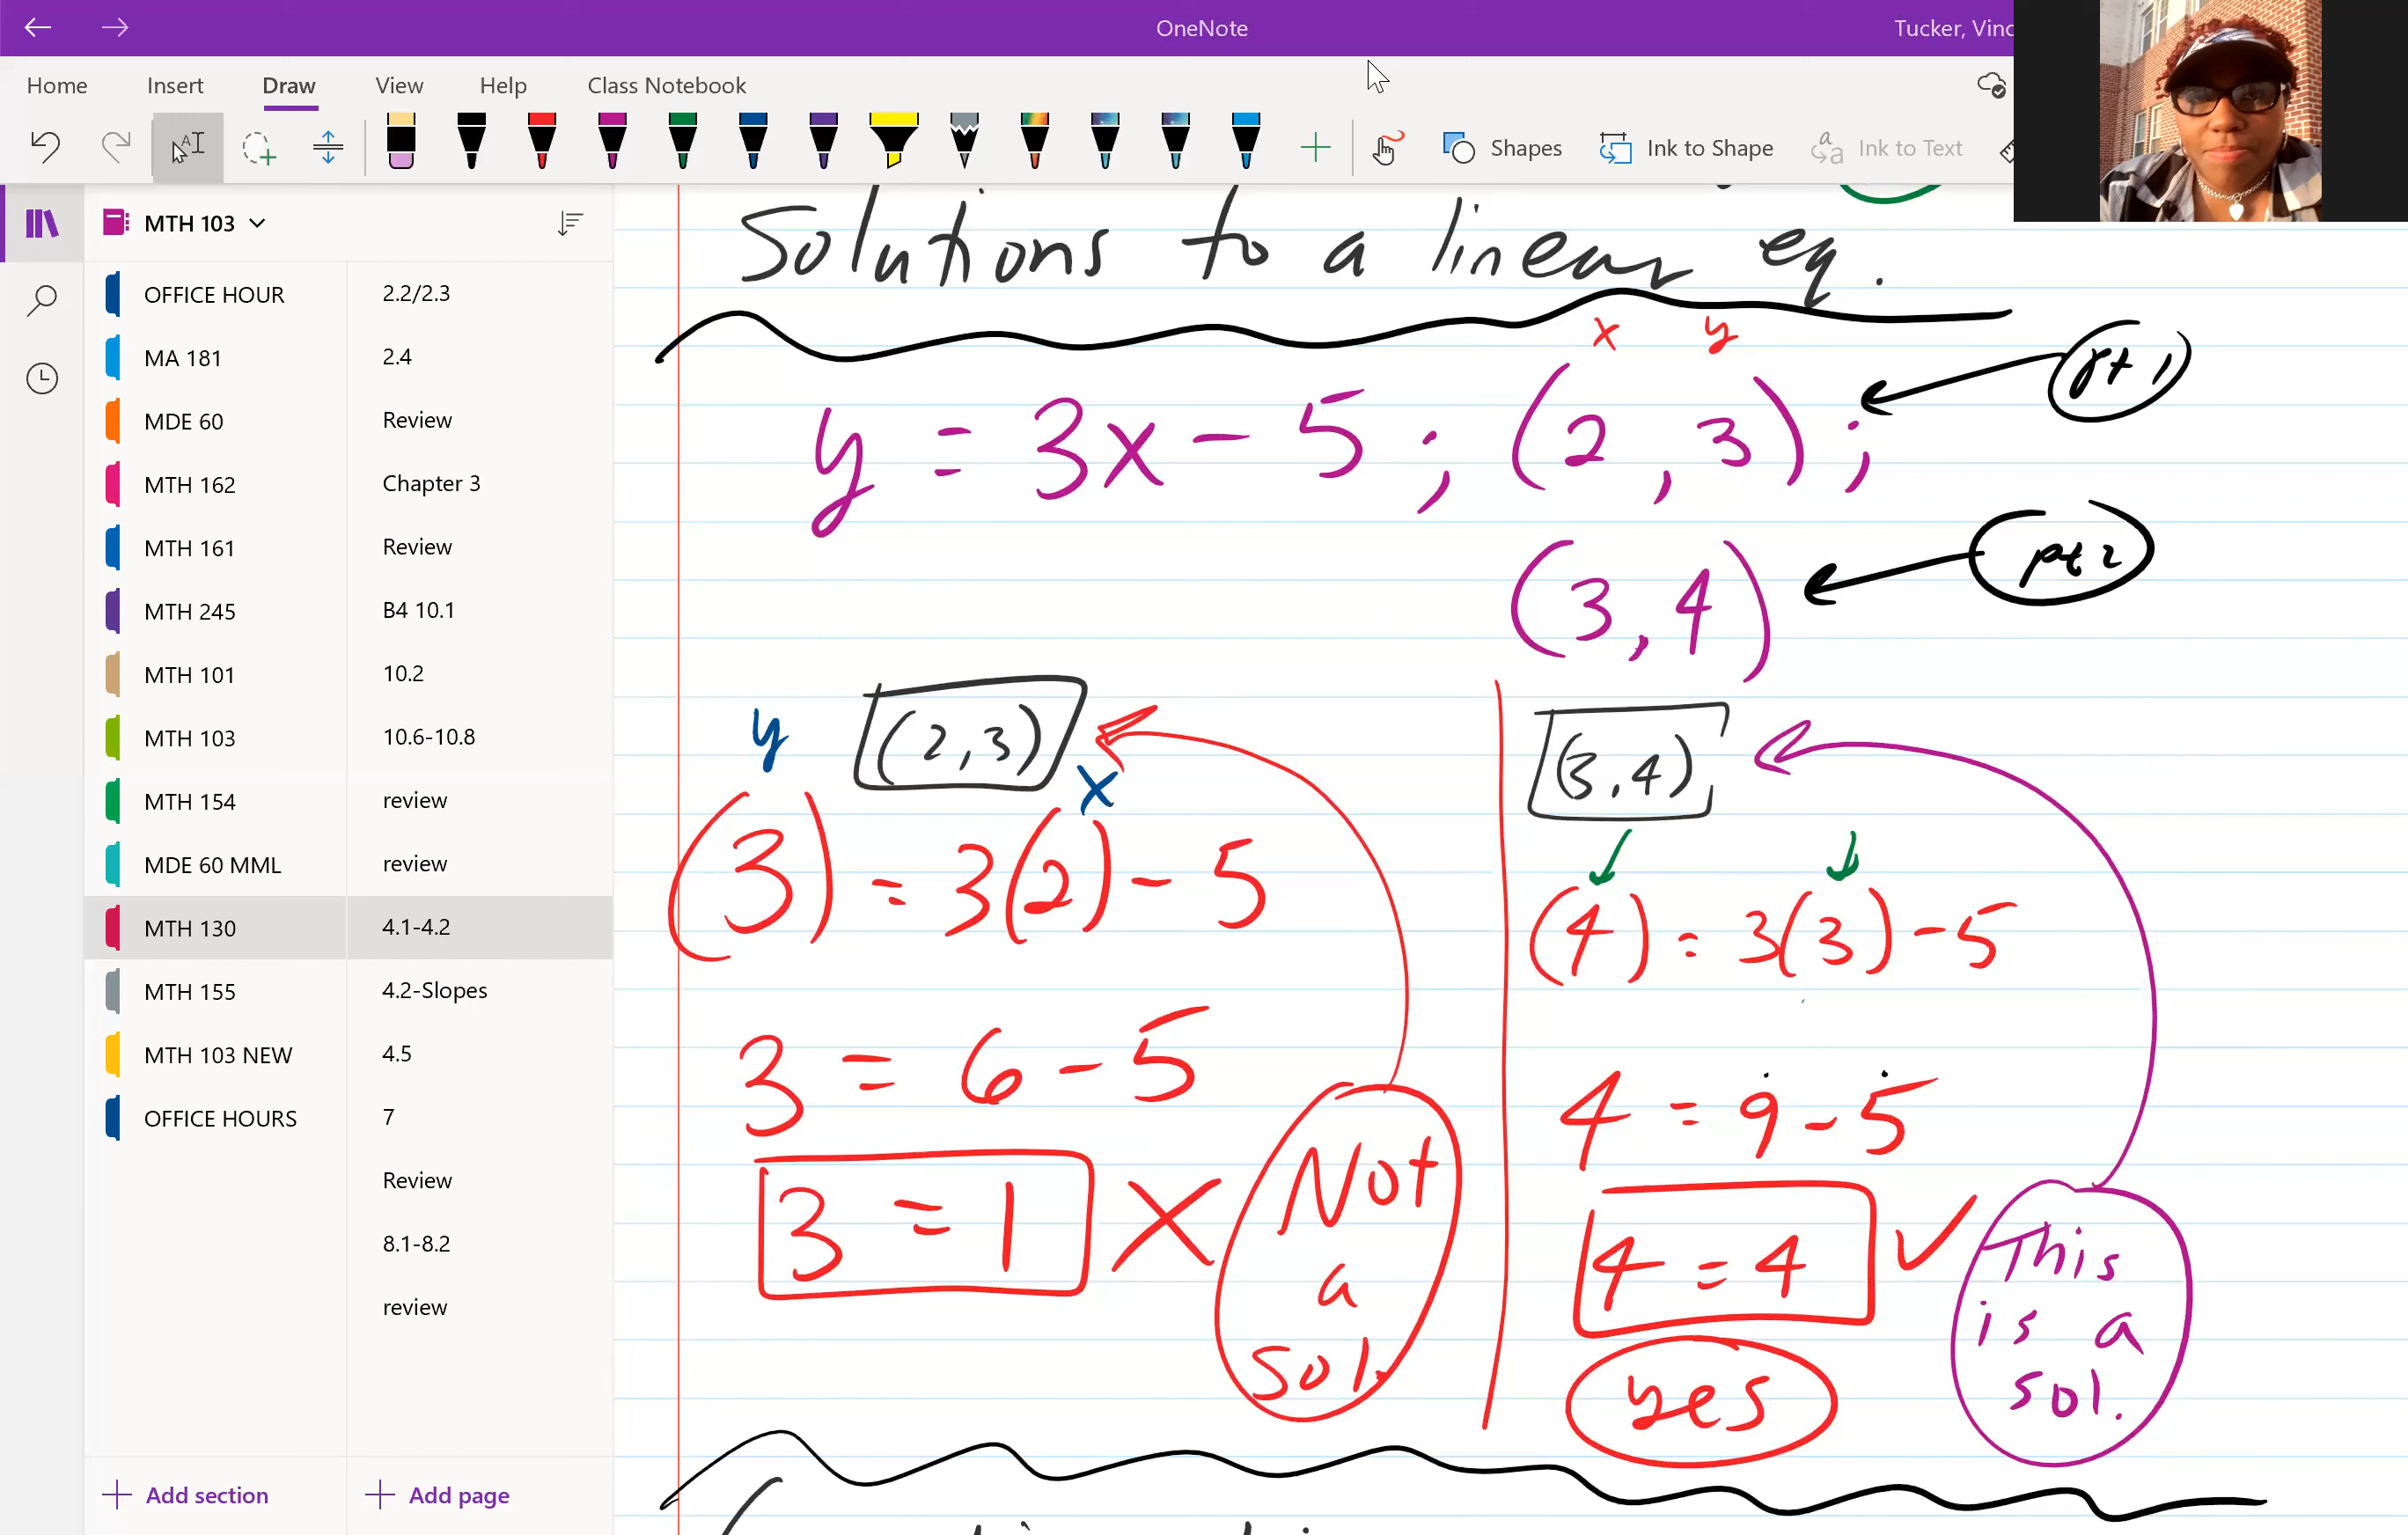 OneNote
Tucker, Vinc
Home Insert Draw View Help Class Notebook
Shapes Ink to Shape Ink to Text
MTH 103
OFFICE HOUR
MA 181
MDE 60
MTH 162
MTH 161
MTH 245
MTH 101
MTH 103
MTH 154
MDE 60 MML
MTH 130
MTH 155
MTH 103 NEW
OFFICE HOURS
Add section
2.2/2.3
2.4
Review
Chapter 3
Review
B4 10.1
10.2
10.6-10.8
review
review
4.1-4.2
4.2-Slopes
4.5
7
Review
8.1-8.2
review
Add page
Solutions to a linear eq.
x y
y = 3x - 5 ; (2, 3) ;
pt 1
(3, 4)
pt 2
y (2, 3)
x
(3) = 3(2) - 5
3 = 6 - 5
3 = 1 X
Not
a
sol.
(3, 4)
(4) = 3(3) - 5
4 = 9 - 5
4 = 4 ✓
yes
This
is a
sol.